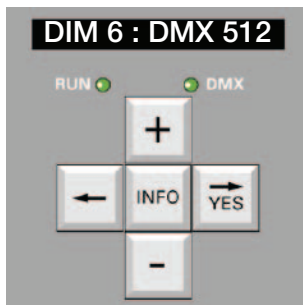 DIM 6 : DMX 512
RUN DMX
+
← INFO → YES
-